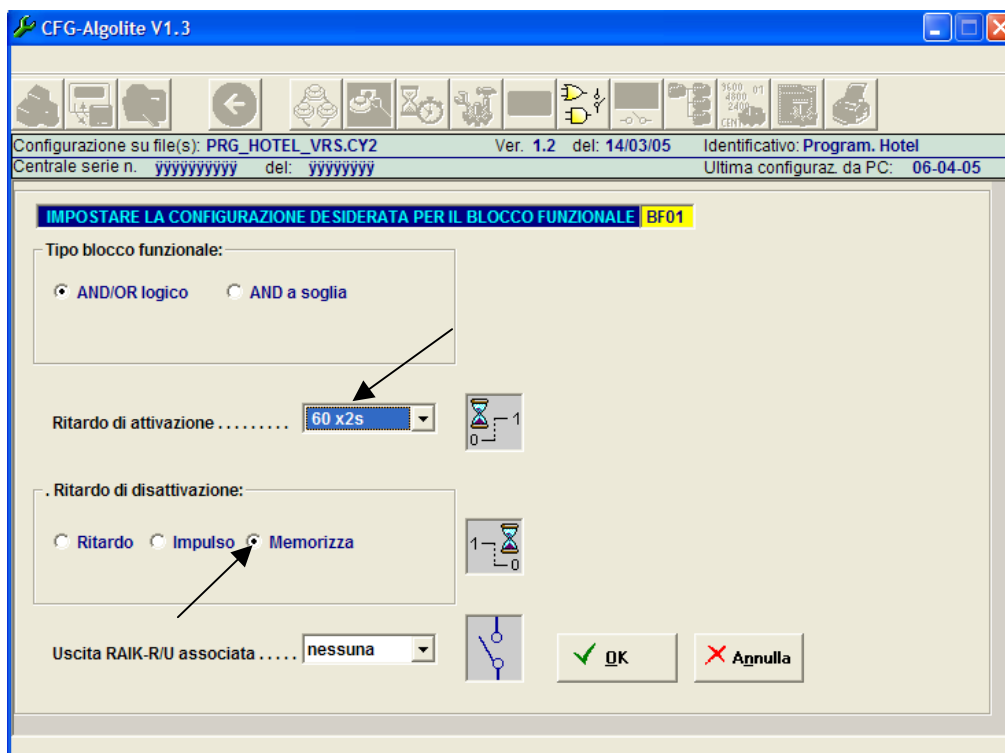 CFG-Algolite V1.3
9600 01
4800
2400
CENT
Configurazione su file(s): PRG_HOTEL_VRS.CY2 Ver. 1.2 del: 14/03/05 Identificativo: Program. Hotel
Centrale serie n. ÿÿÿÿÿÿÿÿÿÿ del: ÿÿÿÿÿÿÿÿ Ultima configuraz. da PC: 06-04-05
IMPOSTARE LA CONFIGURAZIONE DESIDERATA PER IL BLOCCO FUNZIONALE BF01
Tipo blocco funzionale:
AND/OR logico AND a soglia
Ritardo di attivazione ......... 60 x2s
1
0
. Ritardo di disattivazione:
Ritardo Impulso Memorizza
1
0
Uscita RAIK-R/U associata ..... nessuna
OK Annulla